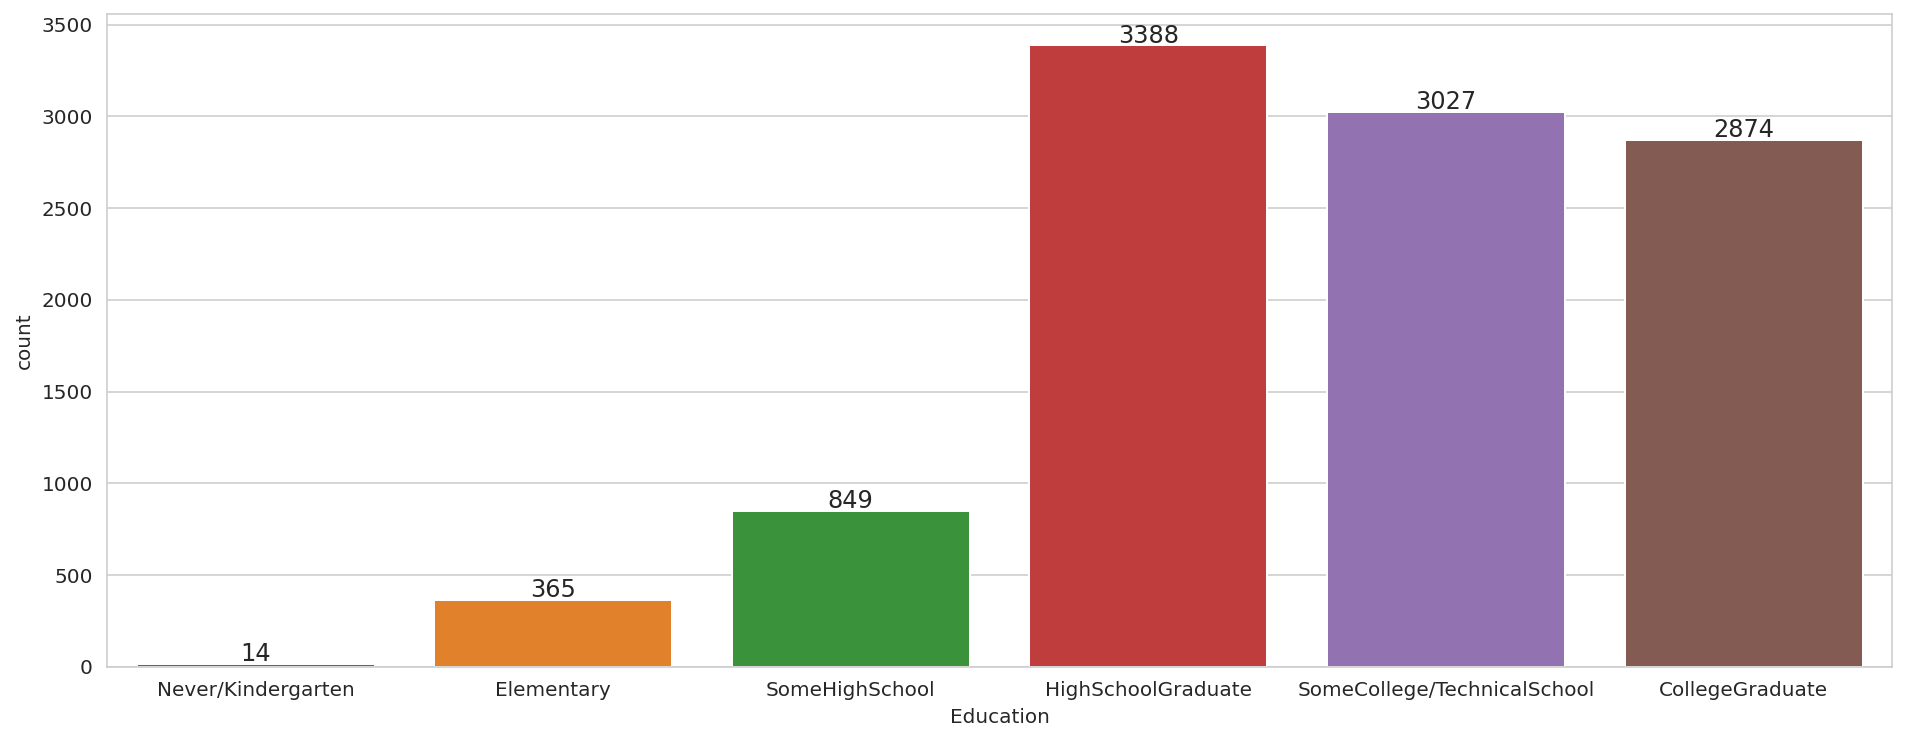 3500
3000
2500
2000
1500
1000
500
0
count
14
365
849
3388
3027
2874
Never/Kindergarten
Elementary
SomeHighSchool
HighSchoolGraduate
SomeCollege/TechnicalSchool
CollegeGraduate
Education